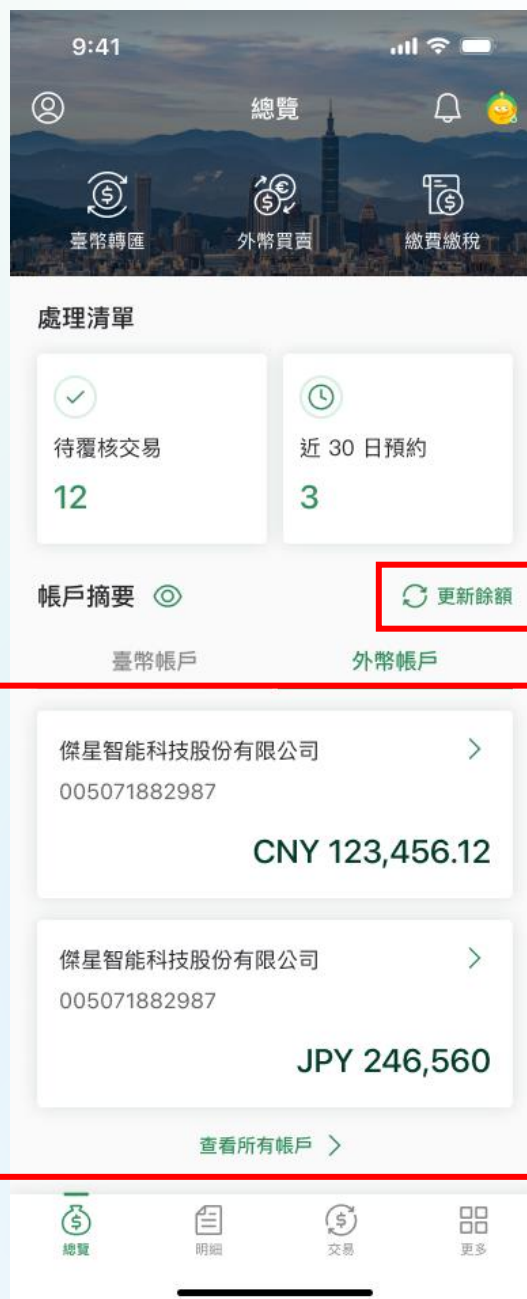 9:41
總覽
臺幣轉匯 外幣買賣 繳費繳稅
處理清單
待覆核交易 近 30 日預約
12 3
帳戶摘要 更新餘額
臺幣帳戶 外幣帳戶
傑星智能科技股份有限公司
005071882987
CNY 123,456.12
傑星智能科技股份有限公司
005071882987
JPY 246,560
查看所有帳戶
總覽 明細 交易 更多